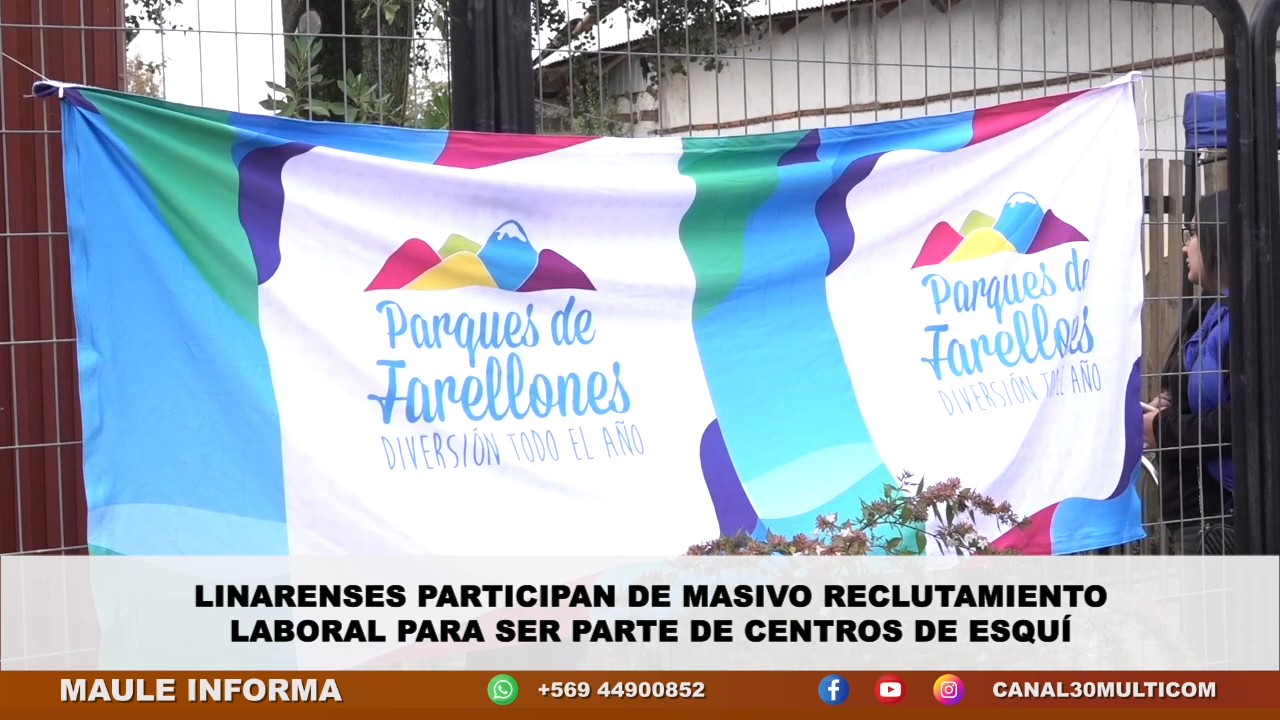 Parques de
Farellones
DIVERSIÓN TODO EL AÑO
Parques de
Farellones
DIVERSIÓN TODO EL AÑO
LINARENSES PARTICIPAN DE MASIVO RECLUTAMIENTO
LABORAL PARA SER PARTE DE CENTROS DE ESQUÍ
MAULE INFORMA
+569 44900852
CANAL30MULTICOM